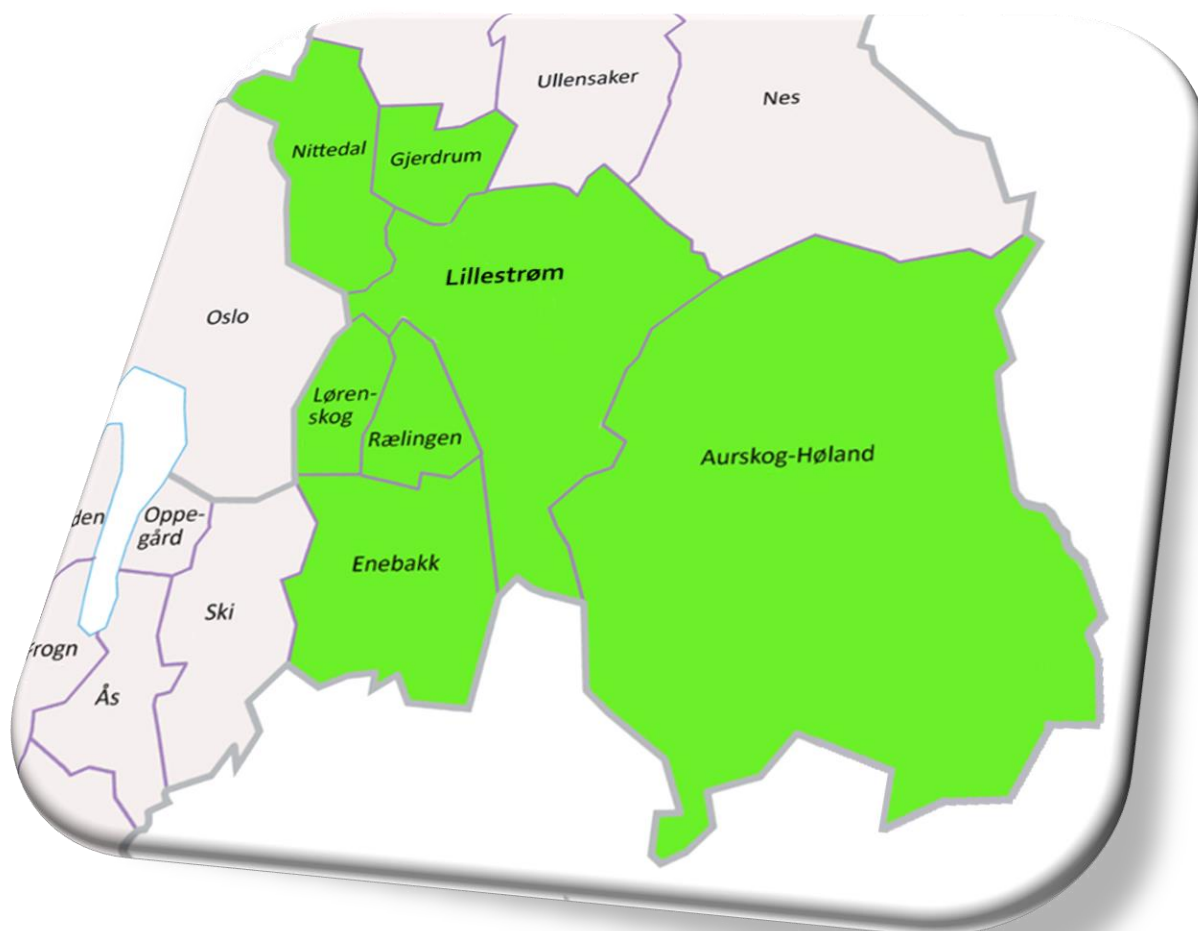 Ullensaker
Nes
Nittedal
Gjerdrum
Lillestrøm
Oslo
Løren-
skog
Rælingen
Aurskog-Høland
den
Oppe-
gård
Enebakk
Ski
Frogn
Ås